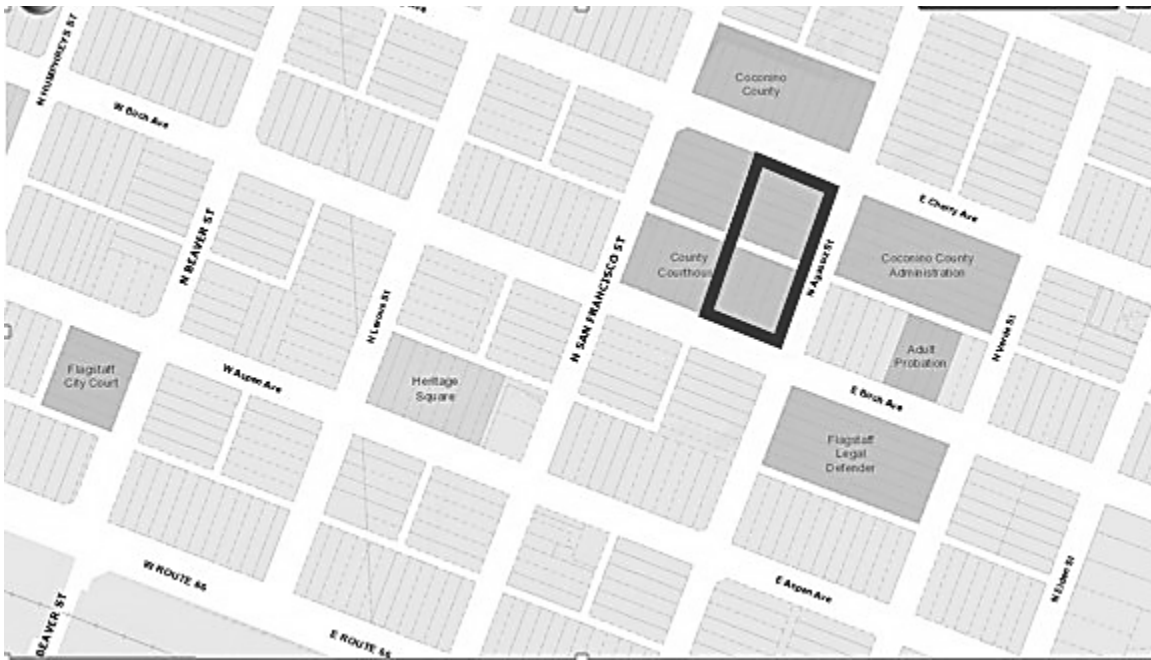 N HUMPHREYS ST
Coconino
County
W Birch Ave
E Cherry Ave
N BEAVER ST
N SAN FRANCISCO ST
County
N Agassiz St
Coconino County
Administration
N Leroux St
N Verde St
Adult
Probation
Flagstaff
City Court
W Aspen Ave
Heritage
Square
E Birch Ave
Flagstaff
Legal
Defender
W ROUTE 66
E Aspen Ave
N Elden St
BEAVER ST
E ROUTE 66